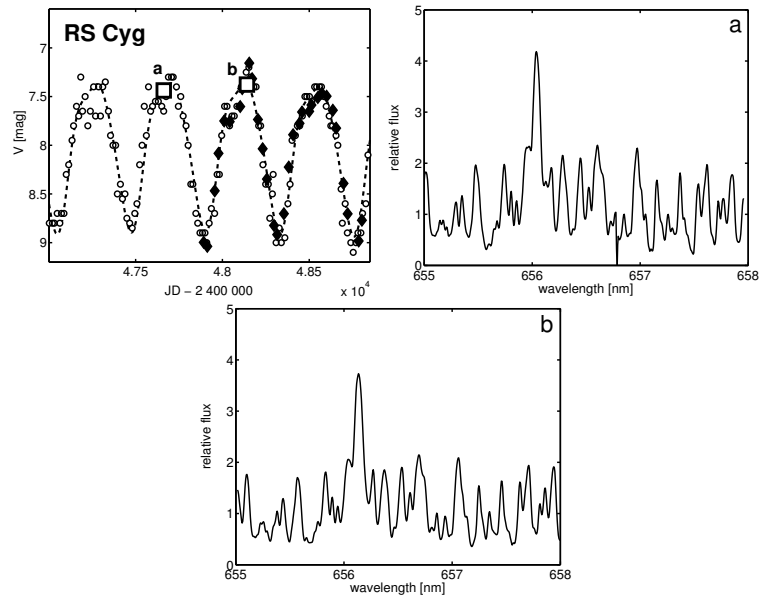 RS Cyg
a
b
V [mag]
7
7.5
8
8.5
9
4.75
4.8
4.85
JD − 2 400 000
x 10⁴
a
relative flux
5
4
3
2
1
0
655
656
657
658
wavelength [nm]
b
relative flux
5
4
3
2
1
0
655
656
657
658
wavelength [nm]